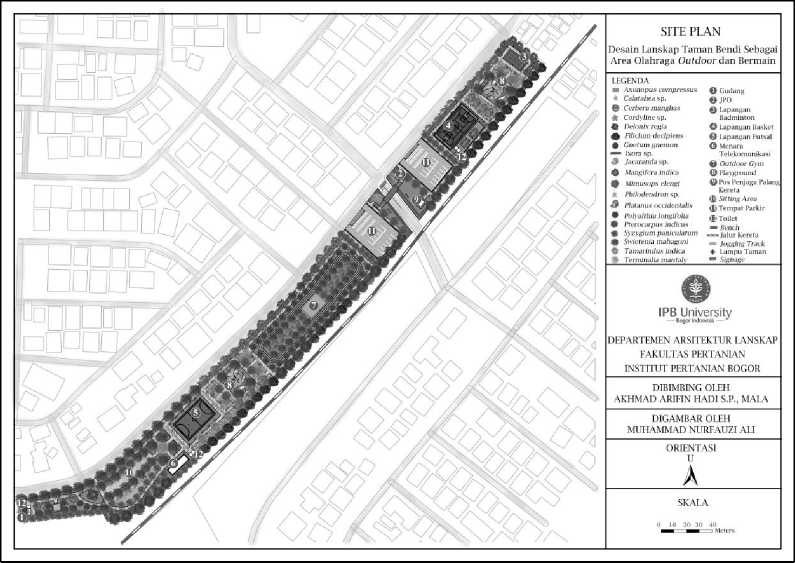 SITE PLAN
Desain Lanskap Taman Bendi Sebagai
Area Olahraga Outdoor dan Bermain
LEGENDA
Axonopus compressus
Calathea sp.
Cerbera manghas
Cordyline sp.
Delonix regia
Filicium decipiens
Gnetum gnemon
Ixora sp.
Jacaranda sp.
Mangifera indica
Mimusops elengi
Philodendron sp.
Platanus occidentalis
Polyalthia longifolia
Pterocarpus indicus
Syzygium paniculatum
Swietenia mahagoni
Tamarindus indica
Terminalia mantaly
1 Gudang
2 JPO
3 Lapangan
Badminton
4 Lapangan Basket
5 Lapangan Futsal
6 Menara
Telekomunikasi
7 Outdoor Gym
8 Playground
9 Pos Penjaga Palang
Kereta
10 Sitting Area
11 Tempat Parkir
12 Toilet
Bench
Jalur Kereta
Jogging Track
Lampu Taman
Signage
IPB University
Bogor Indonesia
DEPARTEMEN ARSITEKTUR LANSKAP
FAKULTAS PERTANIAN
INSTITUT PERTANIAN BOGOR
DIBIMBING OLEH
AKHMAD ARIFIN HADI S.P., MALA
DIGAMBAR OLEH
MUHAMMAD NURFAUZI ALI
ORIENTASI
U
SKALA
0 10 20 30 40
Meters
3
8
4
12
11
2
9
11
7
8
5
12
6
10
12
1